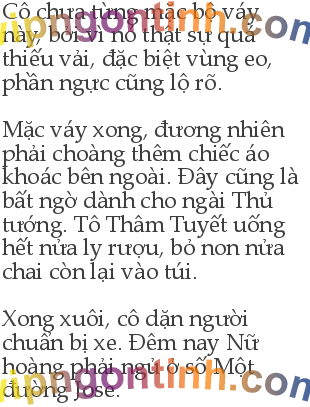 Cô chưa từng mặc bộ váy
này, bởi vì nó thật sự quá
thiếu vải, đặc biệt vùng eo,
phần ngực cũng lộ rõ.
Mặc váy xong, đương nhiên
phải choàng thêm chiếc áo
khoác bên ngoài. Đây cũng là
bất ngờ dành cho ngài Thủ
tướng. Tô Thâm Tuyết uống
hết nửa ly rượu, bỏ non nửa
chai còn lại vào túi.
Xong xuôi, cô dặn người
chuẩn bị xe. Đêm nay Nữ
hoàng phải ngủ ở số Một
đường Jose.
vipngontinh.com
vipngontinh.com